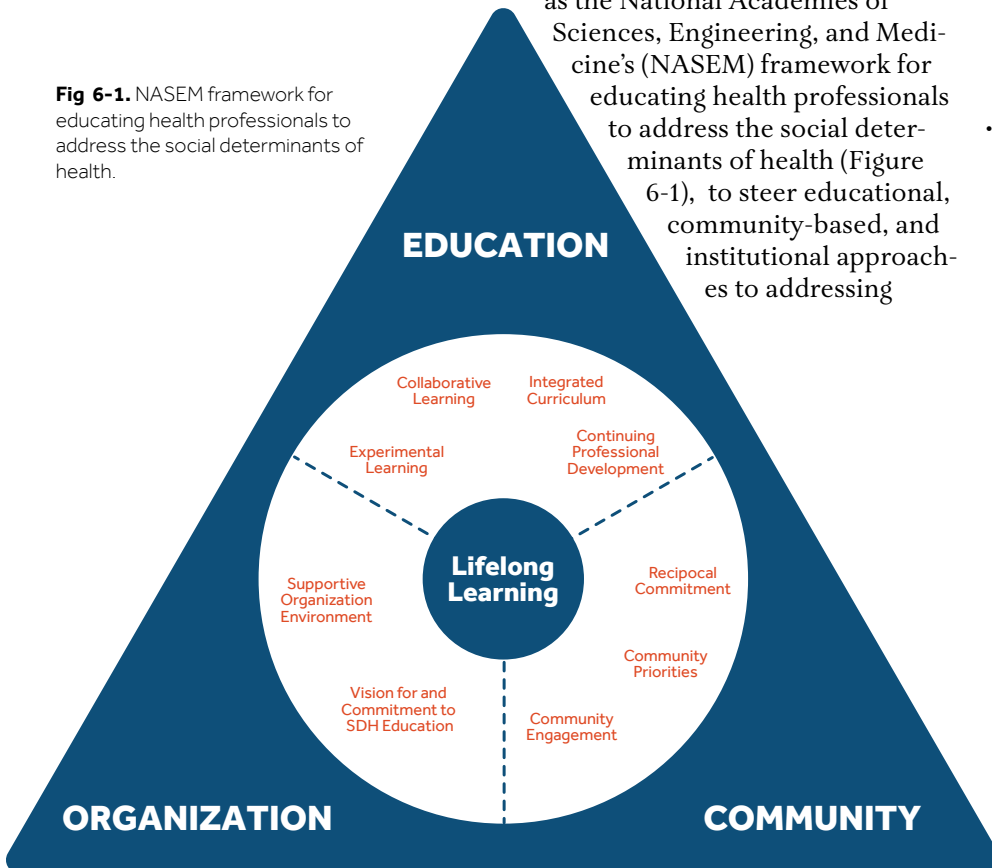 as the National Academies of
Sciences, Engineering, and Medi-
cine's (NASEM) framework for
educating health professionals
to address the social deter-
minants of health (Figure
6-1), to steer educational,
community-based, and
institutional approach-
es to addressing
Fig 6-1. NASEM framework for
educating health professionals to
address the social determinants of
health.
EDUCATION
Collaborative
Learning
Integrated
Curriculum
Experimental
Learning
Continuing
Professional
Development
Lifelong
Learning
Supportive
Organization
Environment
Recipocal
Commitment
Community
Priorities
Vision for and
Commitment to
SDH Education
Community
Engagement
ORGANIZATION
COMMUNITY